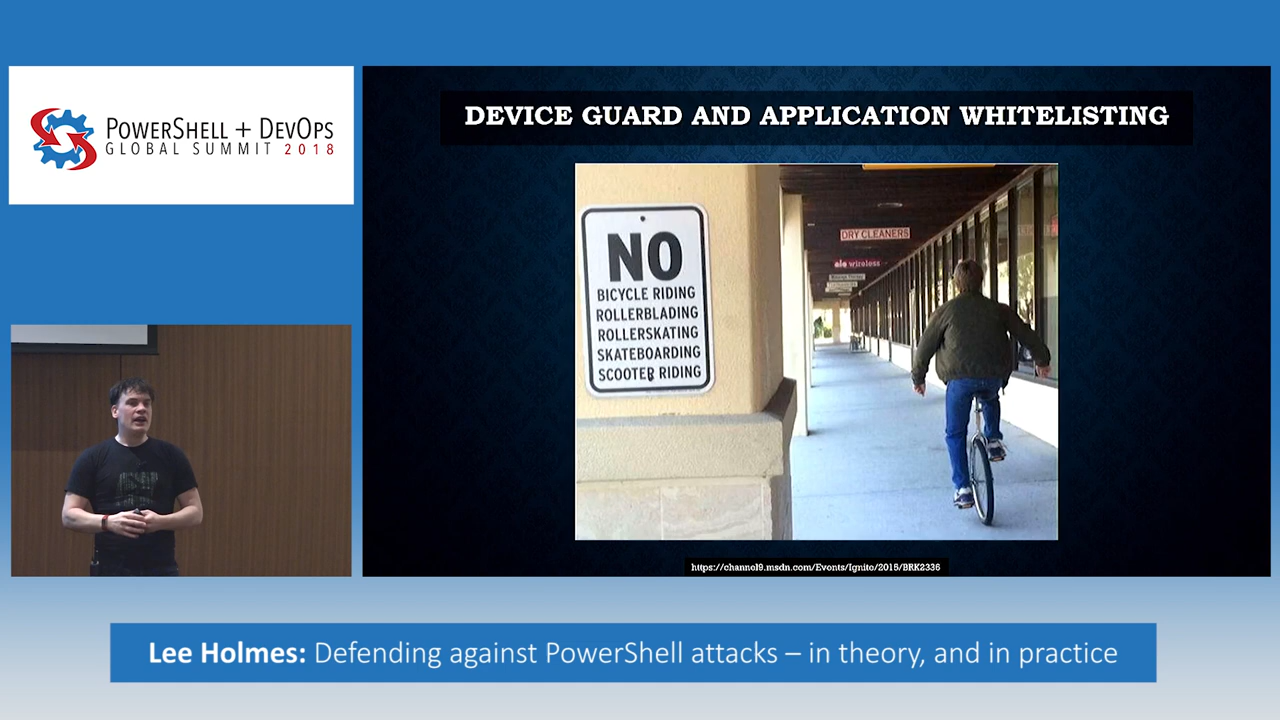 POWERSHELL + DEVOPS
GLOBAL SUMMIT 2018
DEVICE GUARD AND APPLICATION WHITELISTING
NO
BICYCLE RIDING
ROLLERBLADING
ROLLERSKATING
SKATEBOARDING
SCOOTER RIDING
DRY CLEANERS
wireless
https://channel9.msdn.com/Events/Ignite/2015/BRK2336
Lee Holmes: Defending against PowerShell attacks – in theory, and in practice